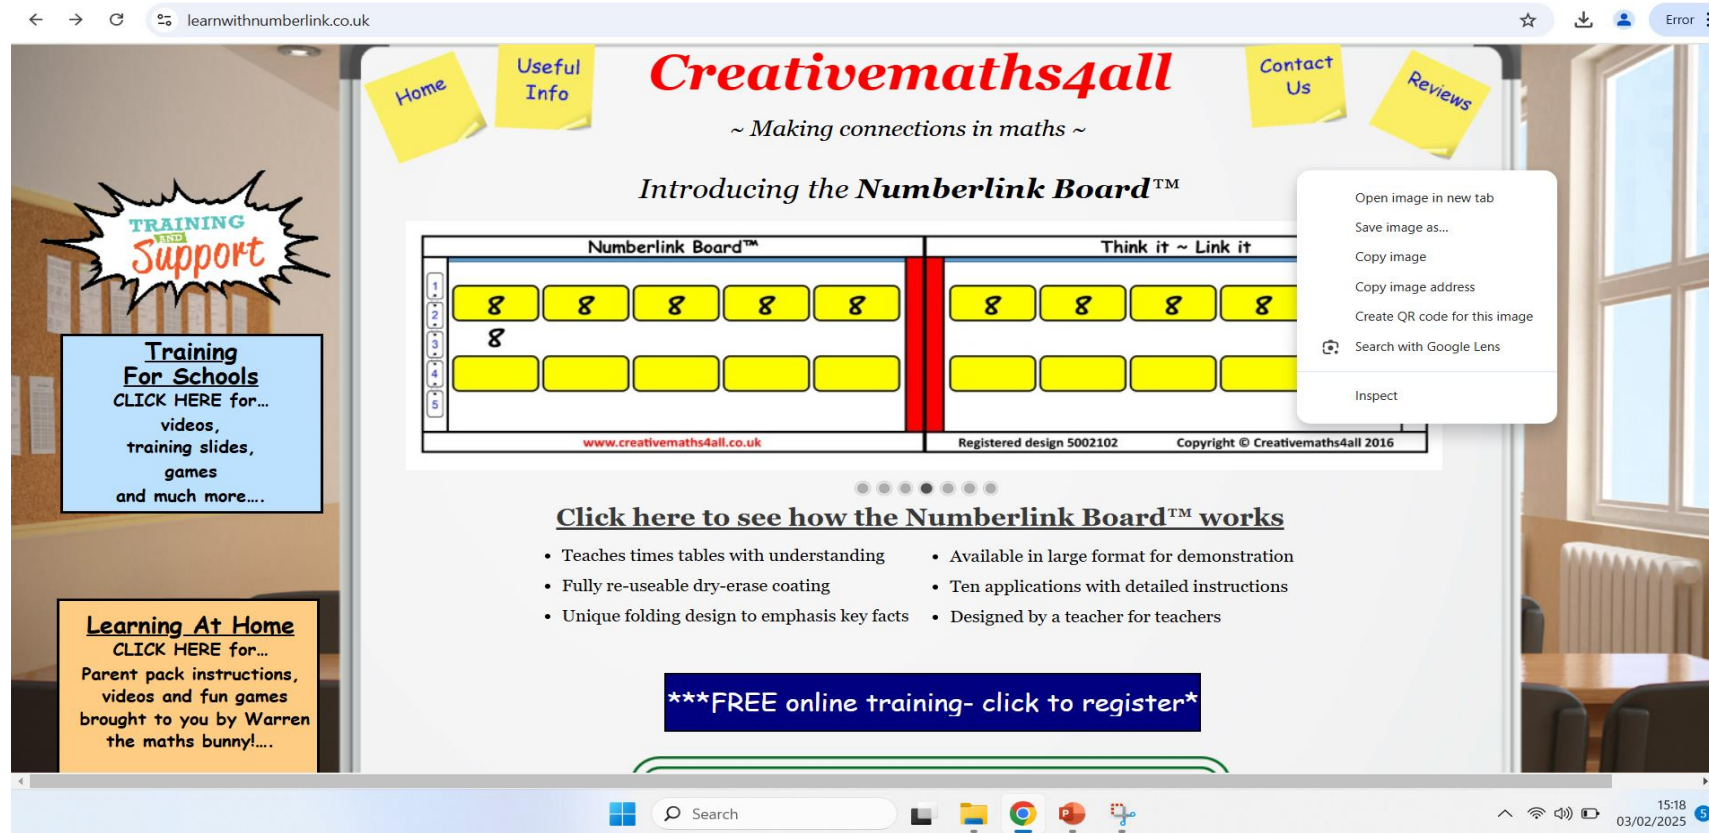 learnwithnumberlink.co.uk
Error
Home
Useful
Info
Creativemaths4all
Contact
Us
Reviews
~ Making connections in maths ~
Introducing the Numberlink Board™
TRAINING
AND
Support
Training
For Schools
CLICK HERE for...
videos,
training slides,
games
and much more....
Learning At Home
CLICK HERE for...
Parent pack instructions,
videos and fun games
brought to you by Warren
the maths bunny!....
Numberlink Board™
Think it ~ Link it
1
2
3
4
5
8 8 8 8 8 8 8 8 8
8
www.creativemaths4all.co.uk
Registered design 5002102
Copyright © Creativemaths4all 2016
Open image in new tab
Save image as...
Copy image
Copy image address
Create QR code for this image
Search with Google Lens
Inspect
Click here to see how the Numberlink Board™ works
• Teaches times tables with understanding
• Fully re-useable dry-erase coating
• Unique folding design to emphasis key facts
• Available in large format for demonstration
• Ten applications with detailed instructions
• Designed by a teacher for teachers
***FREE online training- click to register*
Search
15:18
03/02/2025
5